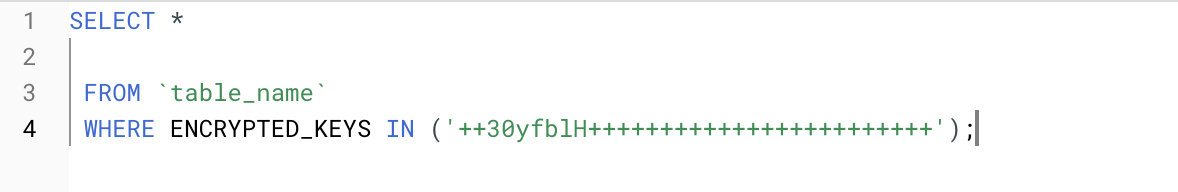 1 SELECT *
2
3 FROM `table_name`
4 WHERE ENCRYPTED_KEYS IN ('++30yfblH++++++++++++++++++++++++');